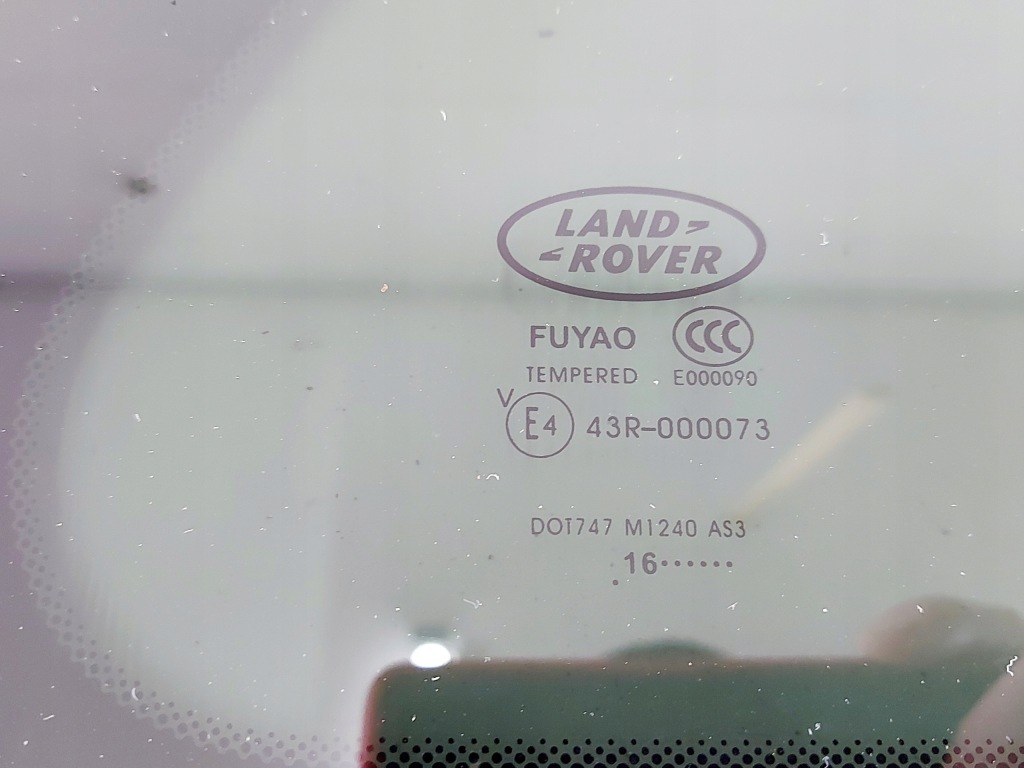 LAND
ROVER
FUYAO CCC
TEMPERED E000090
V
E4 43R-000073
DOT747 M1240 AS3
.16......
.